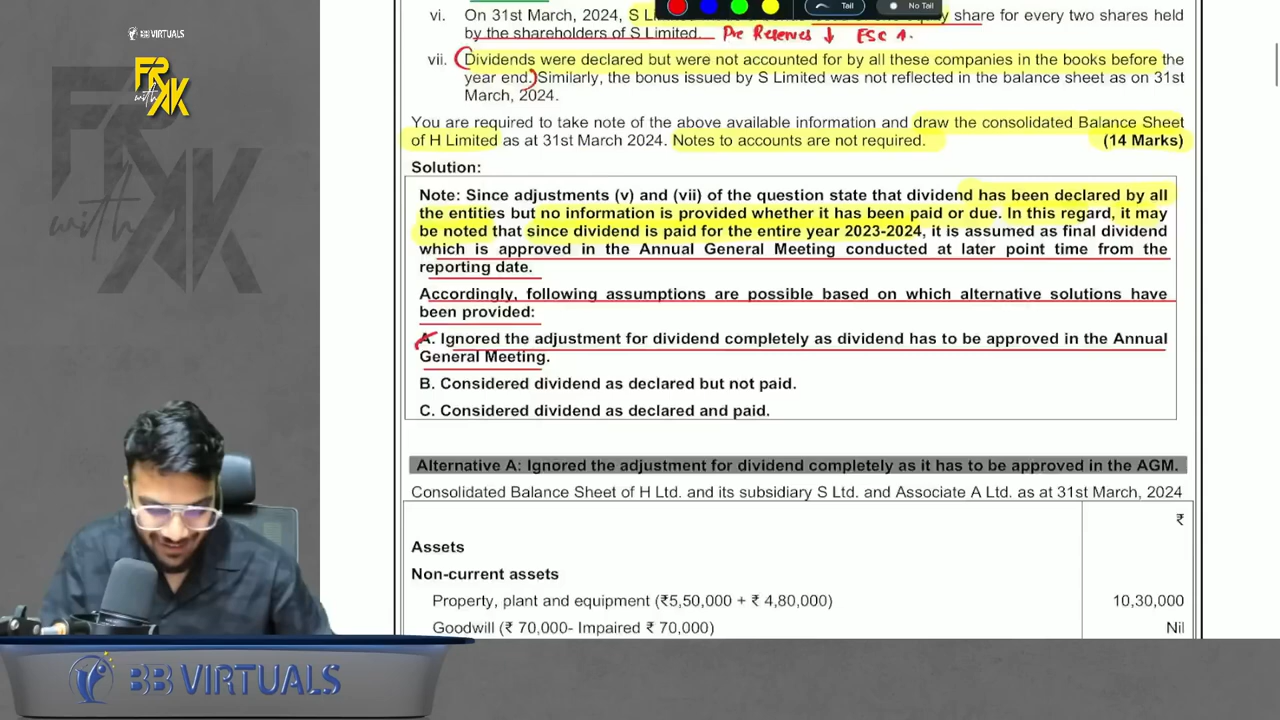 Tail
No Tail
BB VIRTUALS
FR
with
AK
vi. On 31st March, 2024, S share for every two shares held
by the shareholders of S Limited. Pre Reserves ↓ ESC ↑.
vii. Dividends were declared but were not accounted for by all these companies in the books before the
year end. Similarly, the bonus issued by S Limited was not reflected in the balance sheet as on 31st
March, 2024.
You are required to take note of the above available information and draw the consolidated Balance Sheet
of H Limited as at 31st March 2024. Notes to accounts are not required. (14 Marks)
Solution:
Note: Since adjustments (v) and (vii) of the question state that dividend has been declared by all
the entities but no information is provided whether it has been paid or due. In this regard, it may
be noted that since dividend is paid for the entire year 2023-2024, it is assumed as final dividend
which is approved in the Annual General Meeting conducted at later point time from the
reporting date.
Accordingly, following assumptions are possible based on which alternative solutions have
been provided:
A. Ignored the adjustment for dividend completely as dividend has to be approved in the Annual
General Meeting.
B. Considered dividend as declared but not paid.
C. Considered dividend as declared and paid.
Alternative A: Ignored the adjustment for dividend completely as it has to be approved in the AGM.
Consolidated Balance Sheet of H Ltd. and its subsidiary S Ltd. and Associate A Ltd. as at 31st March, 2024
₹
Assets
Non-current assets
Property, plant and equipment (₹5,50,000 + ₹ 4,80,000) 10,30,000
Goodwill (₹ 70,000- Impaired ₹ 70,000) Nil
FR
with
AK
BB VIRTUALS